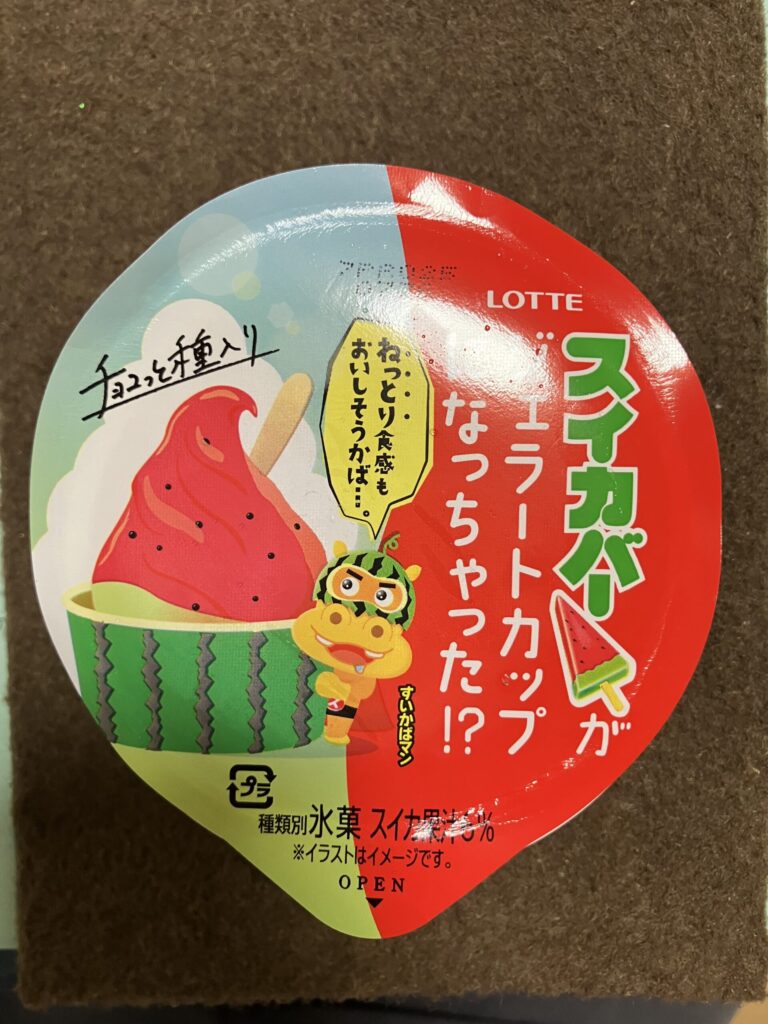 LOTTE
スイカバーが
ジェラートカップ
になっちゃった!?
チョコっと種入り
ねっとり食感も
おいしそうかば…。
すいかばマン
プラ
種類別氷菓 スイカ果汁5%
※イラストはイメージです。
OPEN